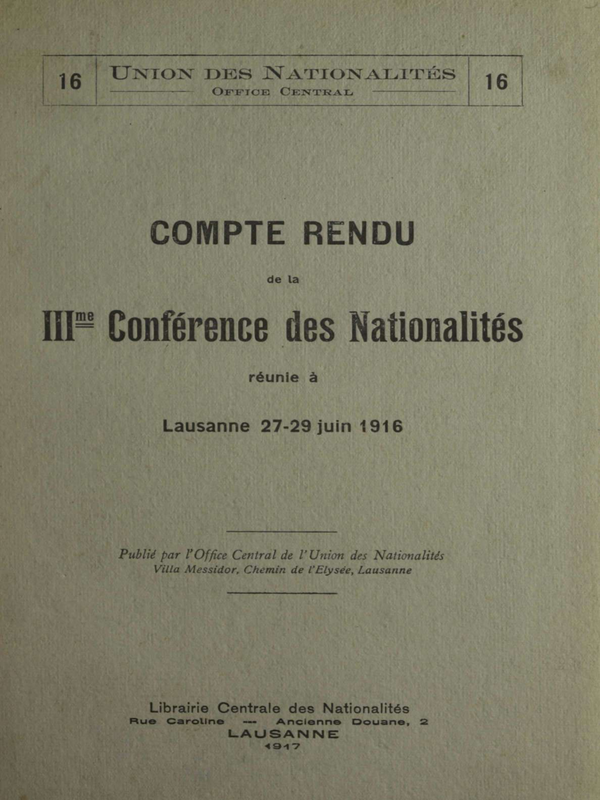 16 UNION DES NATIONALITÉS 16
OFFICE CENTRAL
COMPTE RENDU
de la
IIIme Conférence des Nationalités
réunie à
Lausanne 27-29 juin 1916
Publié par l'Office Central de l'Union des Nationalités
Villa Messidor, Chemin de l'Elysée, Lausanne
Librairie Centrale des Nationalités
Rue Caroline — Ancienne Douane, 2
LAUSANNE
1917